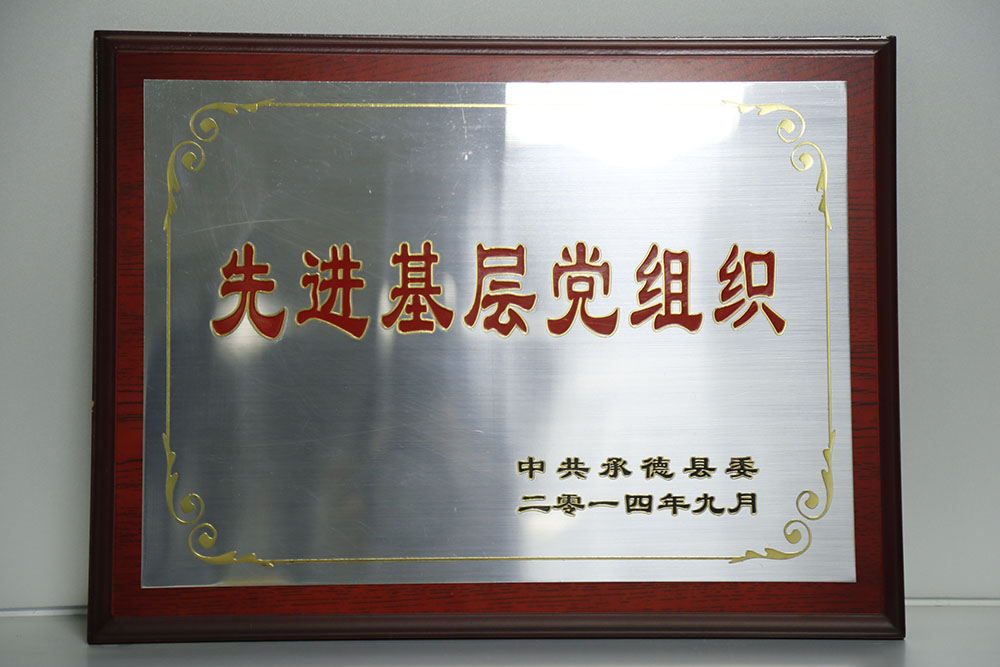 先进基层党组织
中共承德县委
二零一四年九月